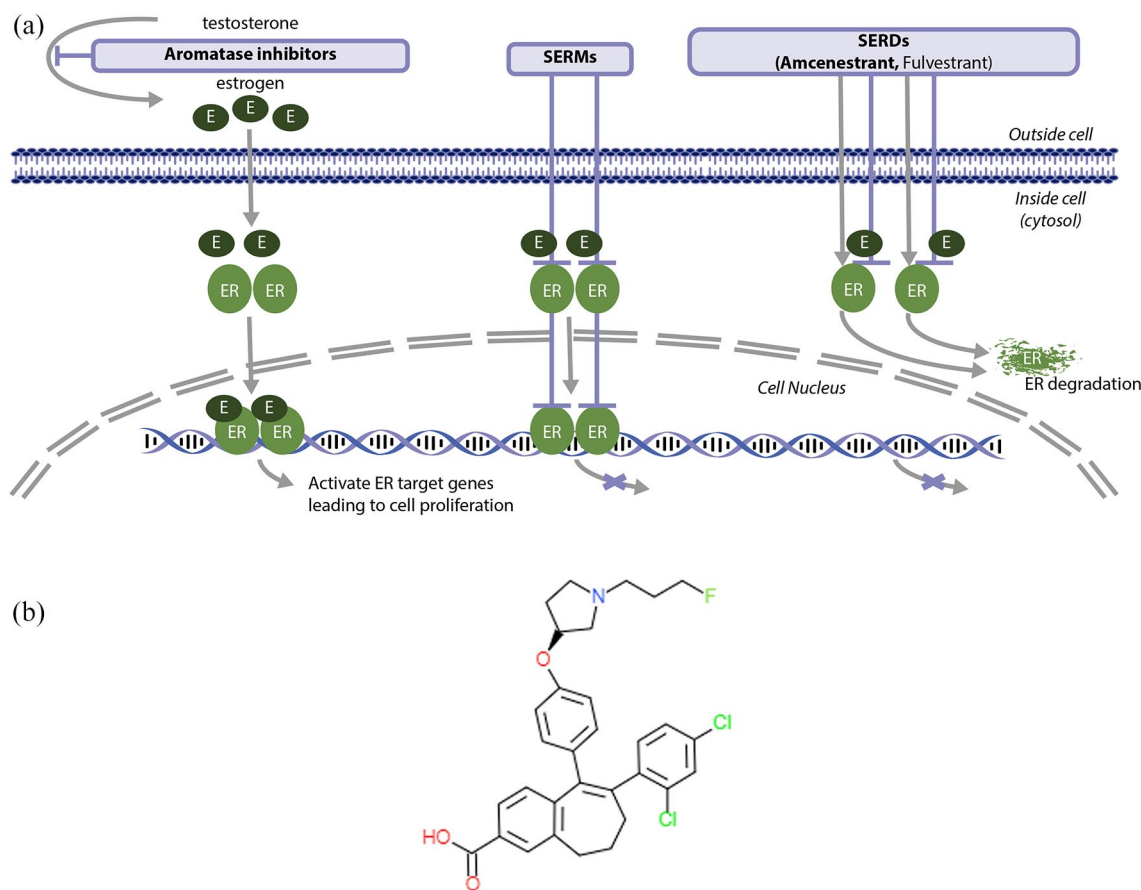 (a)
testosterone
Aromatase inhibitors
estrogen
E
E
E
SERMs
SERDs
(Amcenestrant, Fulvestrant)
Outside cell
Inside cell
(cytosol)
E
E
ER
ER
E
E
ER
ER
E
E
ER
ER
ER
ER degradation
Cell Nucleus
E
E
ER
ER
ER
ER
Activate ER target genes
leading to cell proliferation
(b)
N
F
O
Cl
Cl
HO
O